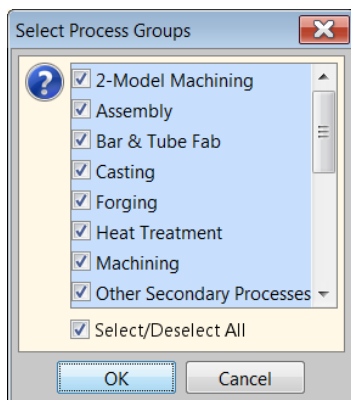 Select Process Groups
2-Model Machining
Assembly
Bar & Tube Fab
Casting
Forging
Heat Treatment
Machining
Other Secondary Processes
Select/Deselect All
OK Cancel